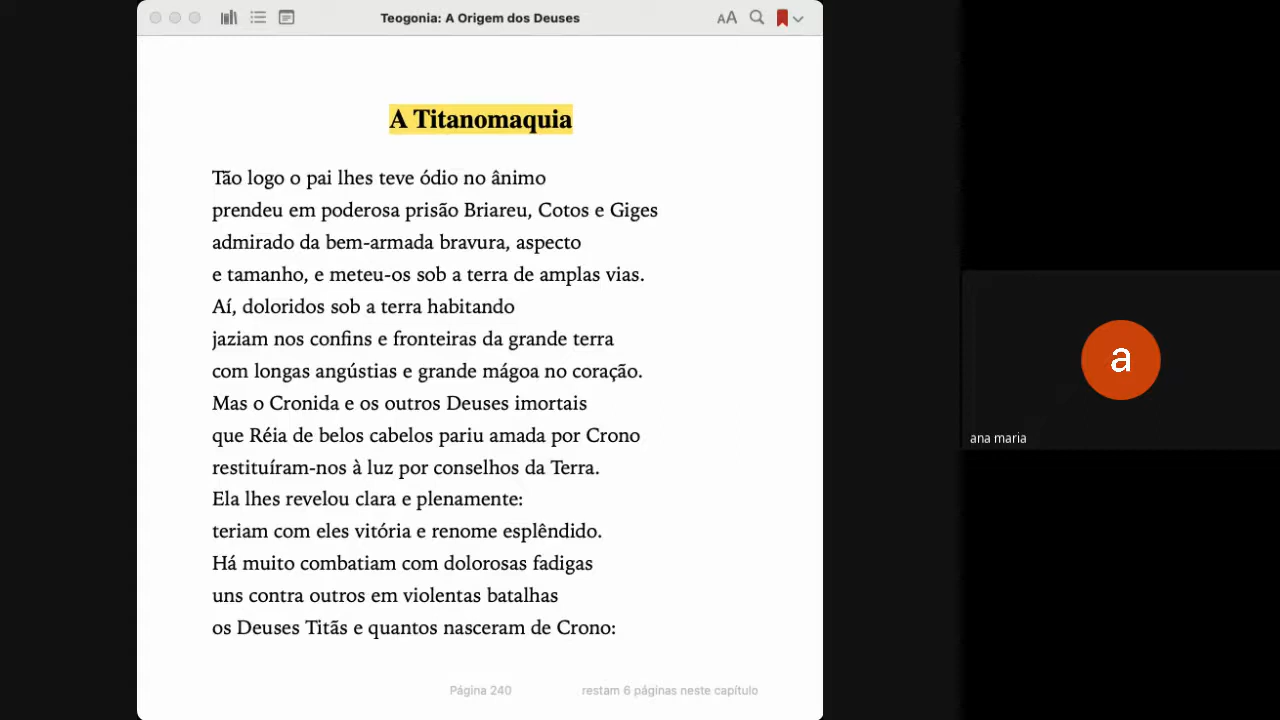 Teogonia: A Origem dos Deuses
AA
A Titanomaquia
Tão logo o pai lhes teve ódio no ânimo
prendeu em poderosa prisão Briareu, Cotos e Giges
admirado da bem-armada bravura, aspecto
e tamanho, e meteu-os sob a terra de amplas vias.
Aí, doloridos sob a terra habitando
jaziam nos confins e fronteiras da grande terra
com longas angústias e grande mágoa no coração.
Mas o Cronida e os outros Deuses imortais
que Réia de belos cabelos pariu amada por Crono
restituíram-nos à luz por conselhos da Terra.
Ela lhes revelou clara e plenamente:
teriam com eles vitória e renome esplêndido.
Há muito combatiam com dolorosas fadigas
uns contra outros em violentas batalhas
os Deuses Titãs e quantos nasceram de Crono:
Página 240
restam 6 páginas neste capítulo
a
ana maria